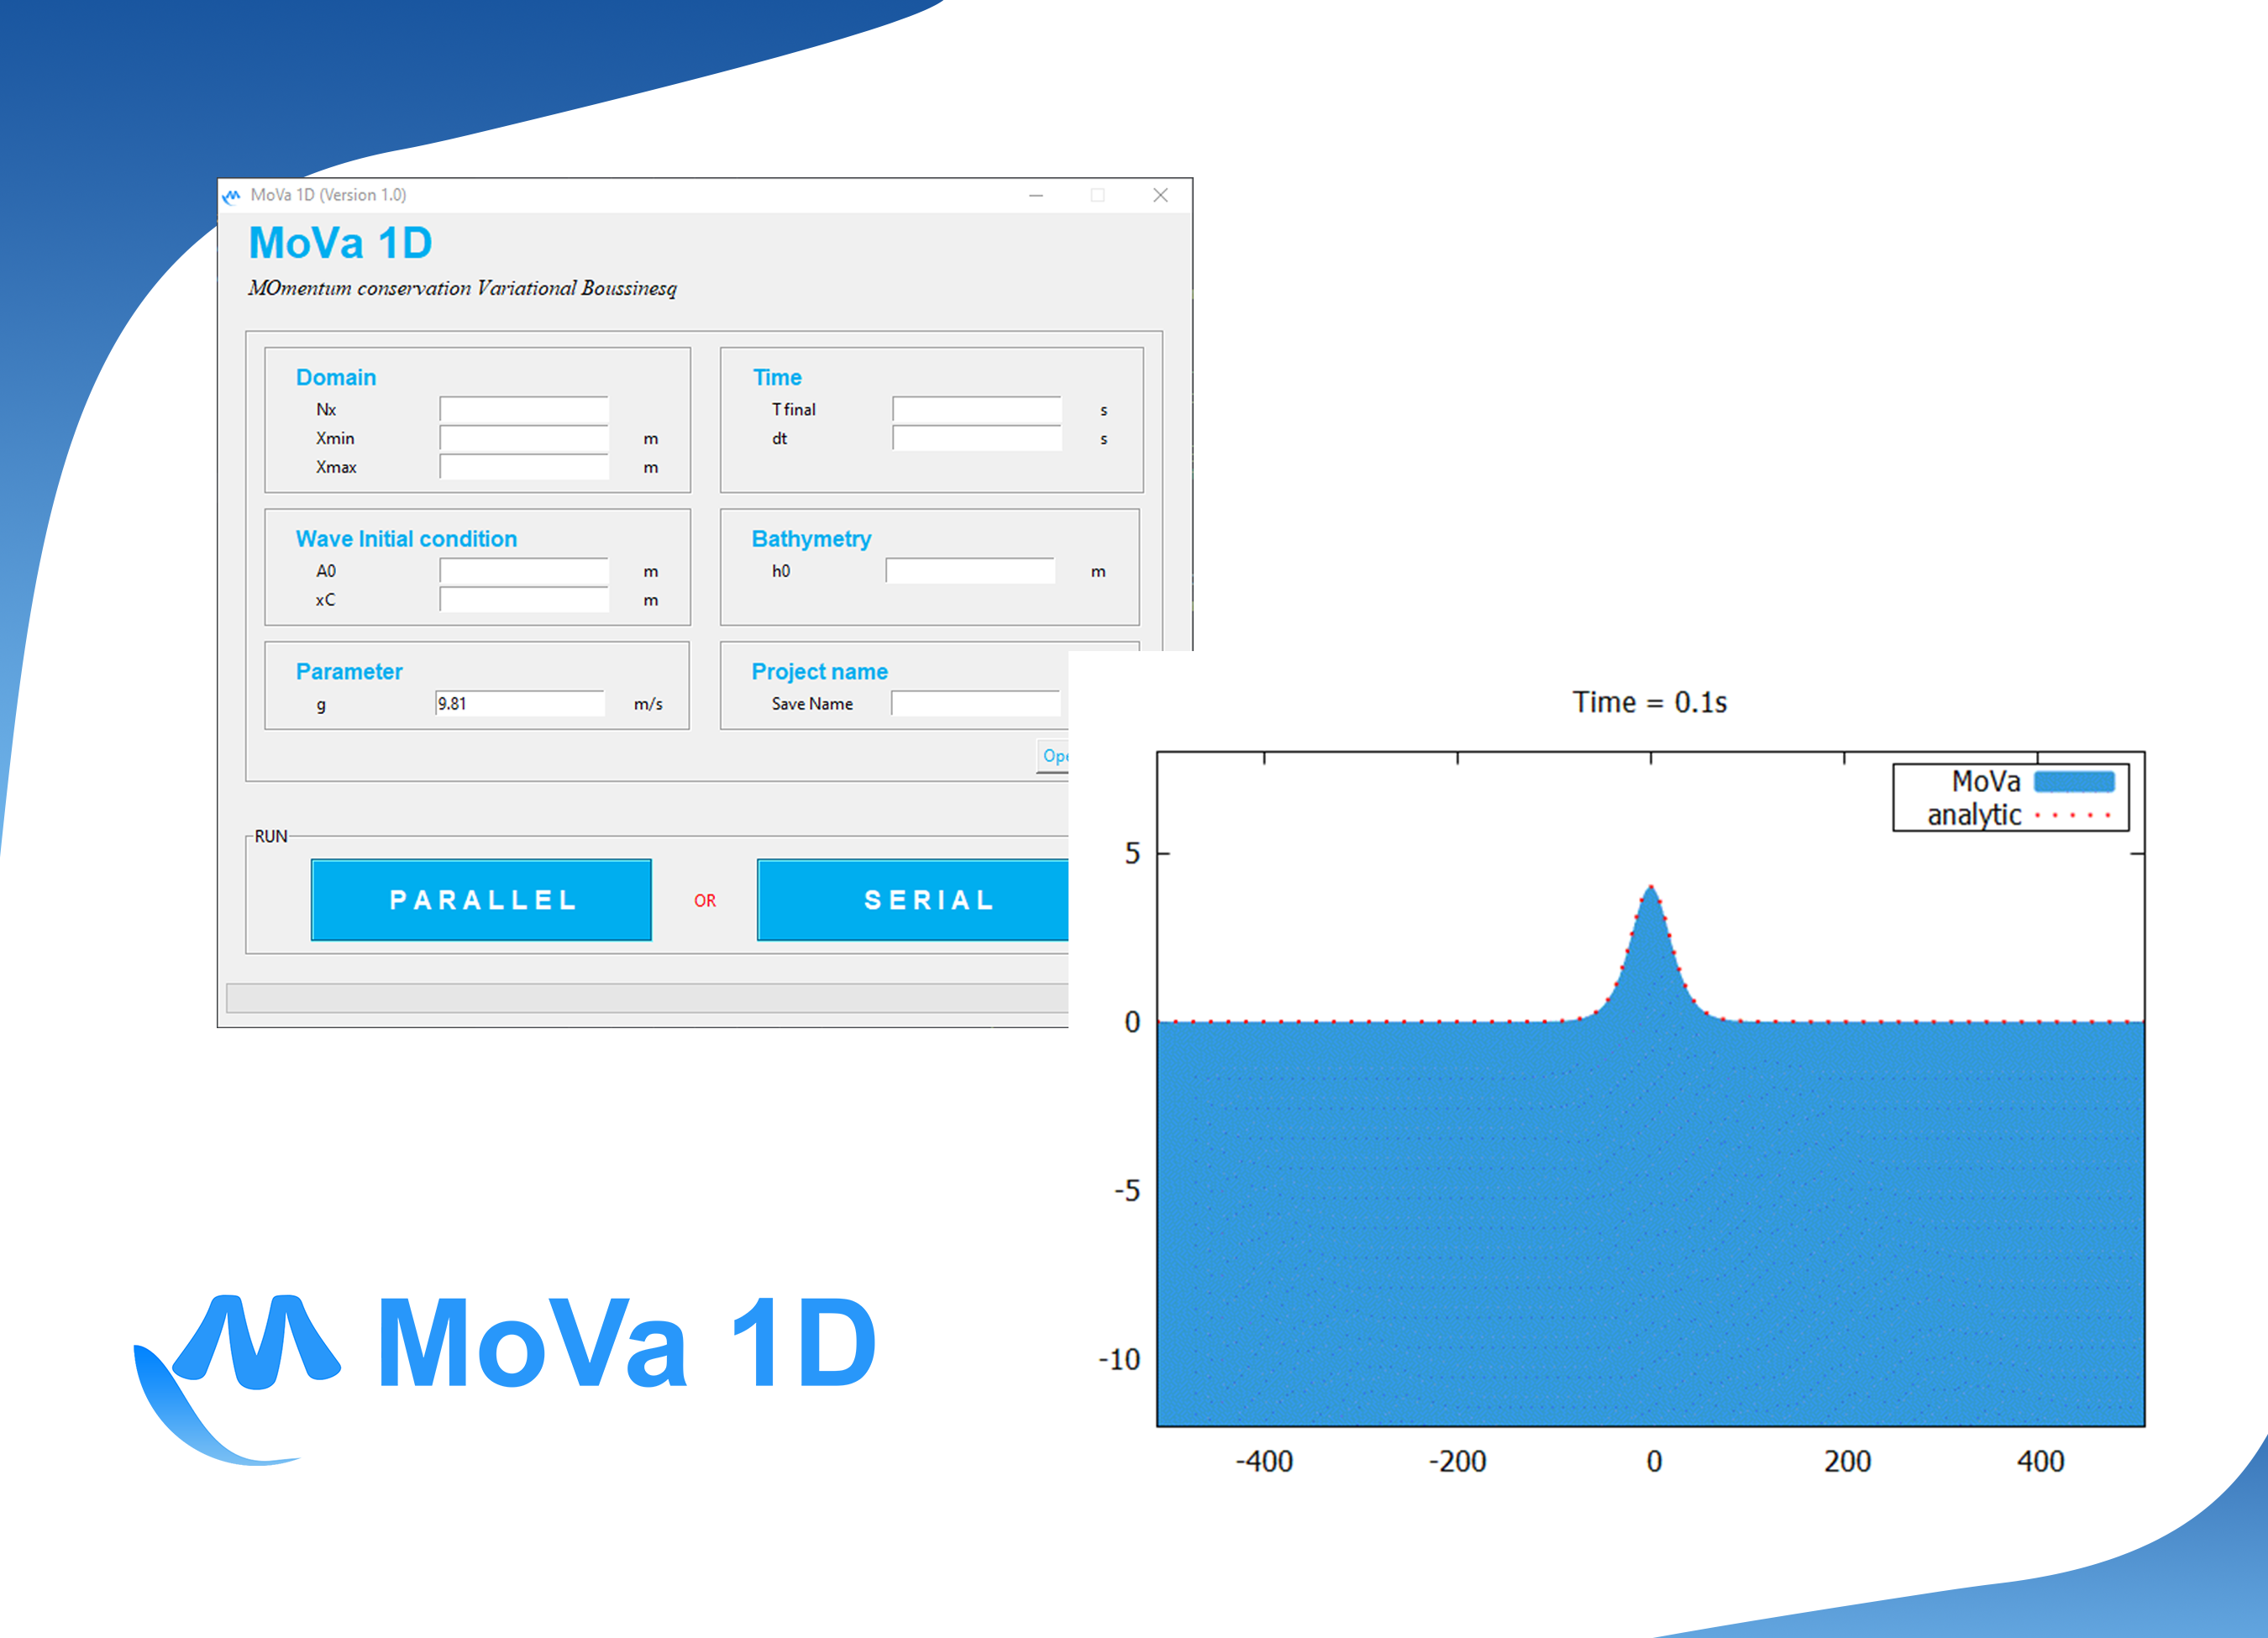 MoVa 1D (Version 1.0)
MoVa 1D
MOmentum conservation Variational Boussinesq
Domain
Nx
Xmin m
Xmax m
Time
T final s
dt s
Wave Initial condition
A0 m
xC m
Bathymetry
h0 m
Parameter
g 9.81 m/s
Project name
Save Name
Ope
RUN
PARALLEL OR SERIAL
Time = 0.1s
MoVa
analytic
5
0
-5
-10
-400 -200 0 200 400
MoVa 1D